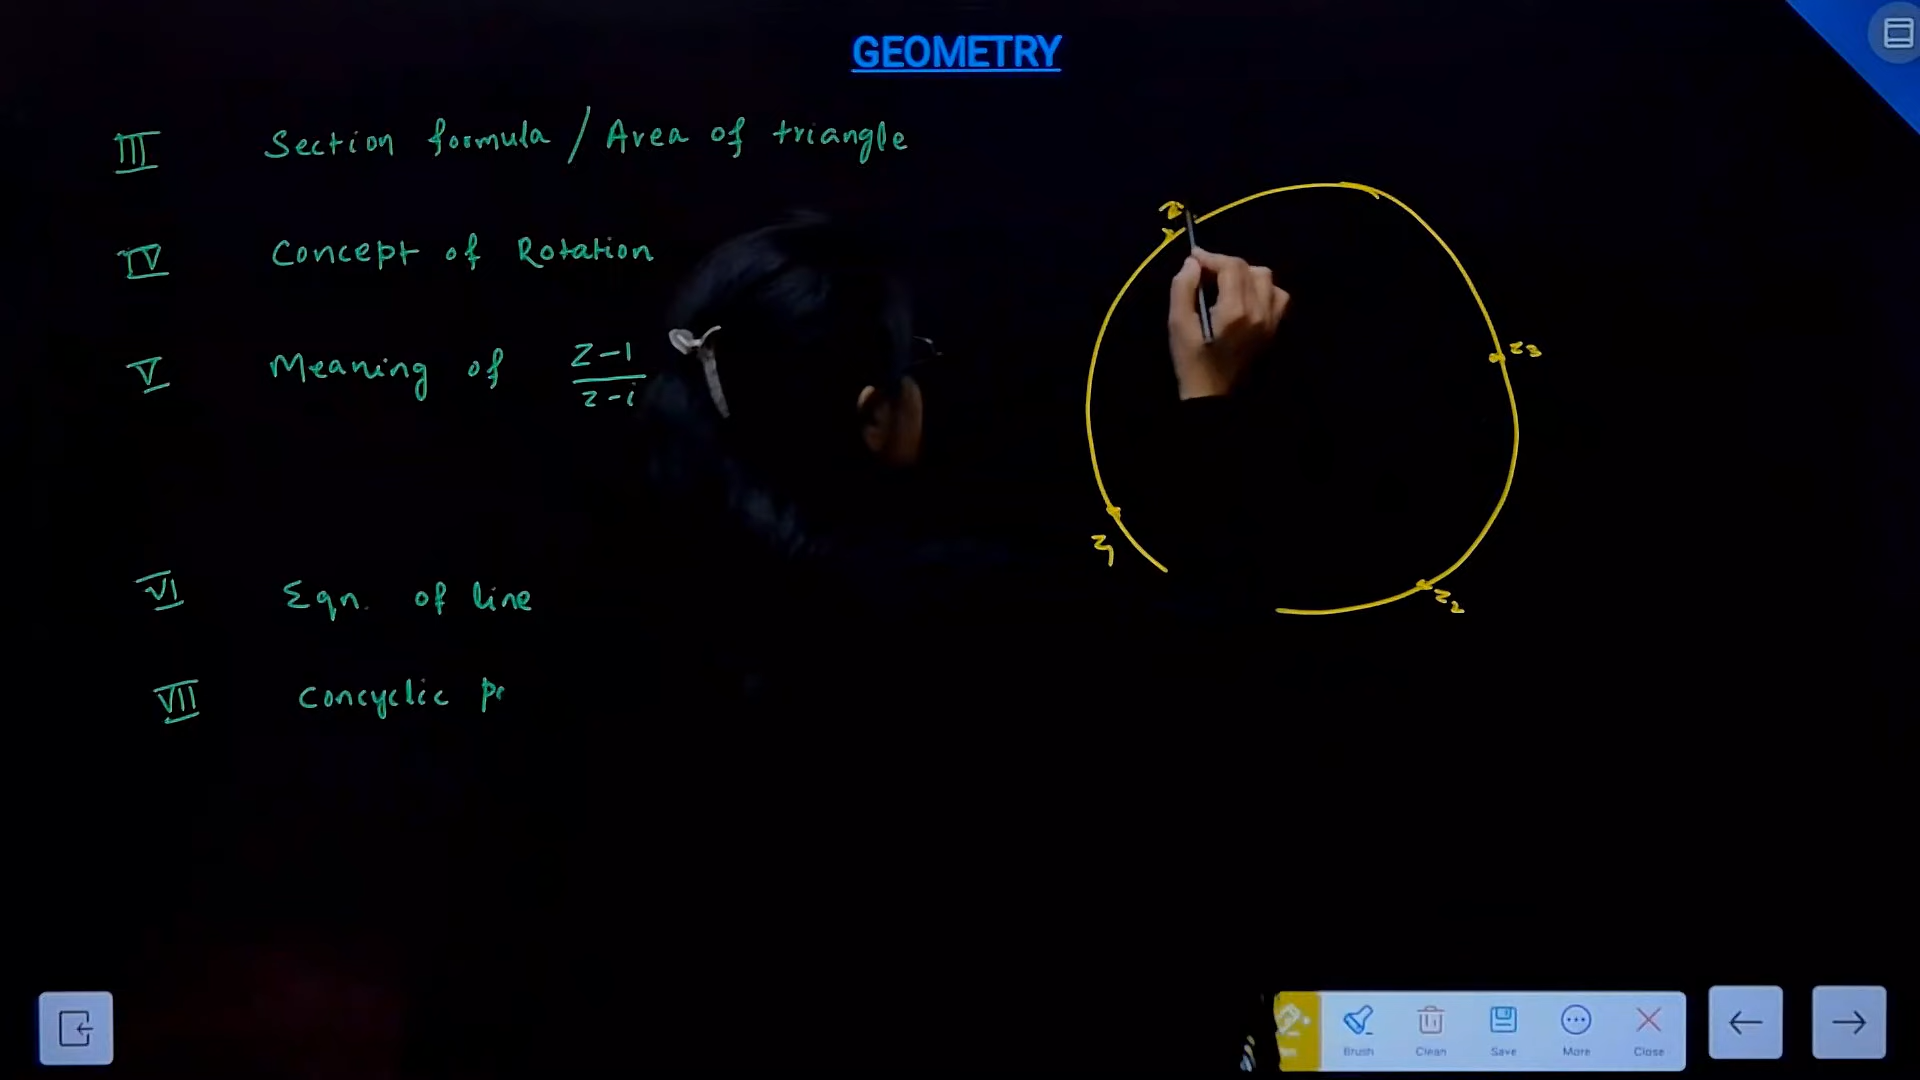 GEOMETRY
III Section formula / Area of triangle
IV Concept of Rotation
V Meaning of z-1
z-i
VI Eqn. of line
VII Concyclic
z
z3
z1
z2
Brush Clean Save More Close